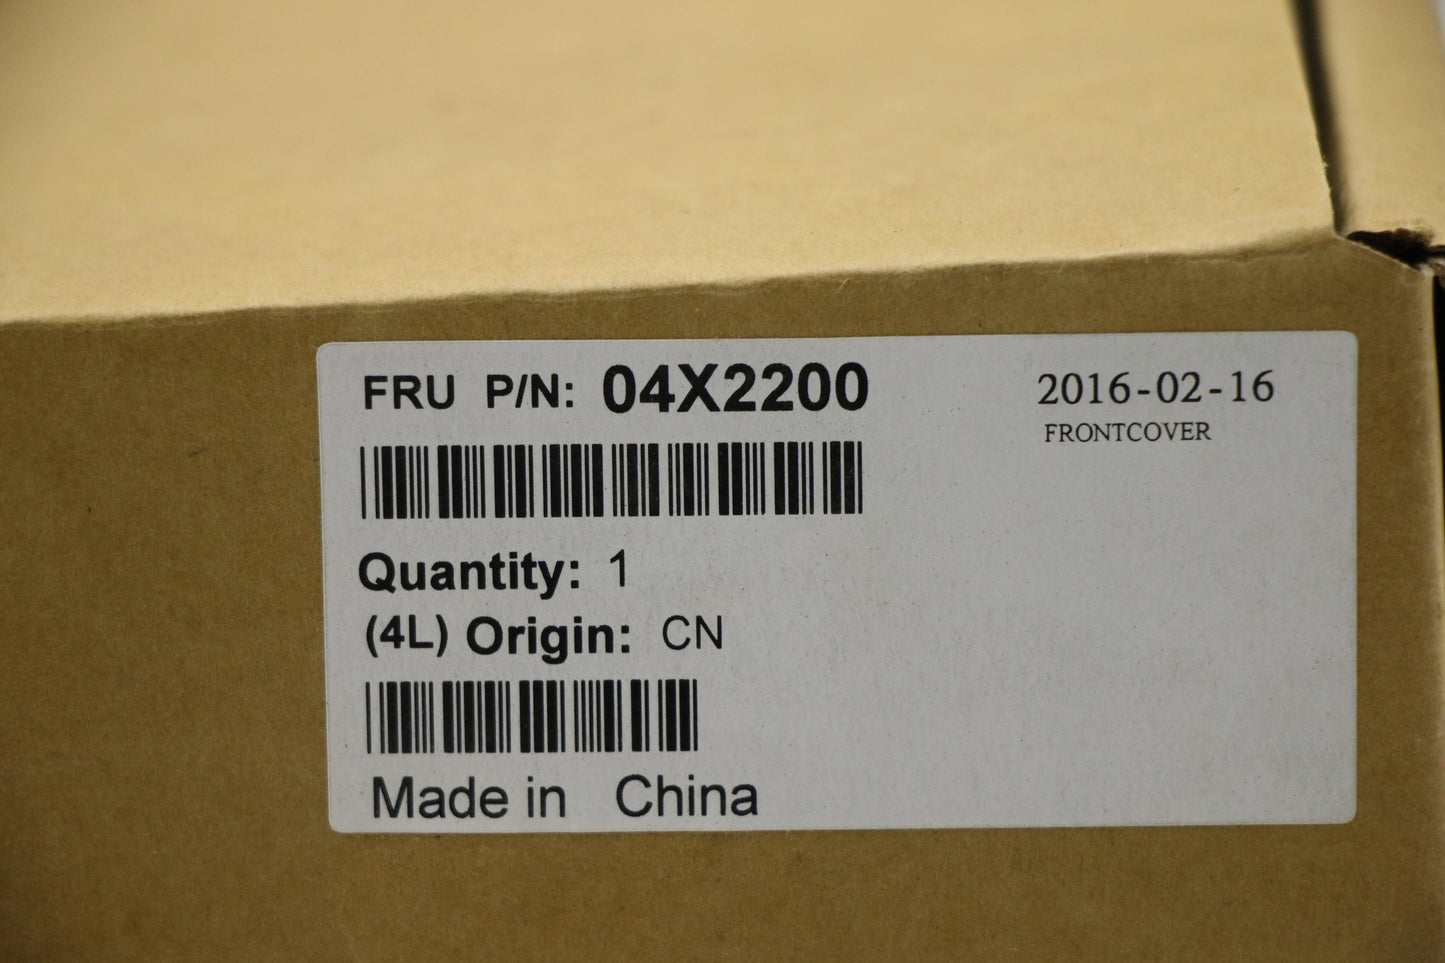 FRU P/N: 04X2200
2016-02-16
FRONTCOVER
Quantity: 1
(4L) Origin: CN
Made in China